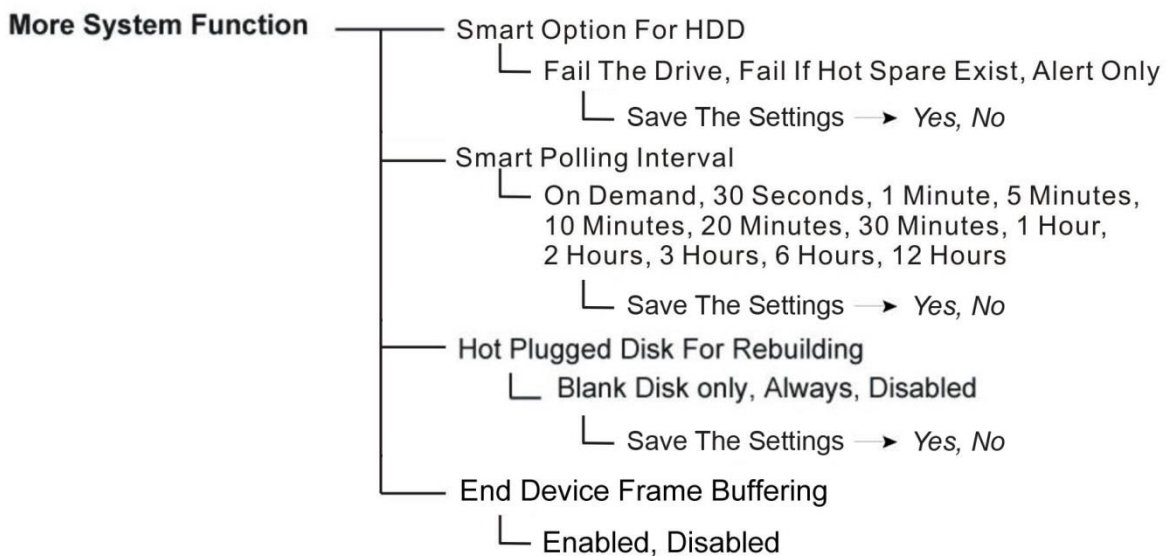 More System Function
Smart Option For HDD
Fail The Drive, Fail If Hot Spare Exist, Alert Only
Save The Settings → Yes, No
Smart Polling Interval
On Demand, 30 Seconds, 1 Minute, 5 Minutes,
10 Minutes, 20 Minutes, 30 Minutes, 1 Hour,
2 Hours, 3 Hours, 6 Hours, 12 Hours
Save The Settings → Yes, No
Hot Plugged Disk For Rebuilding
Blank Disk only, Always, Disabled
Save The Settings → Yes, No
End Device Frame Buffering
Enabled, Disabled